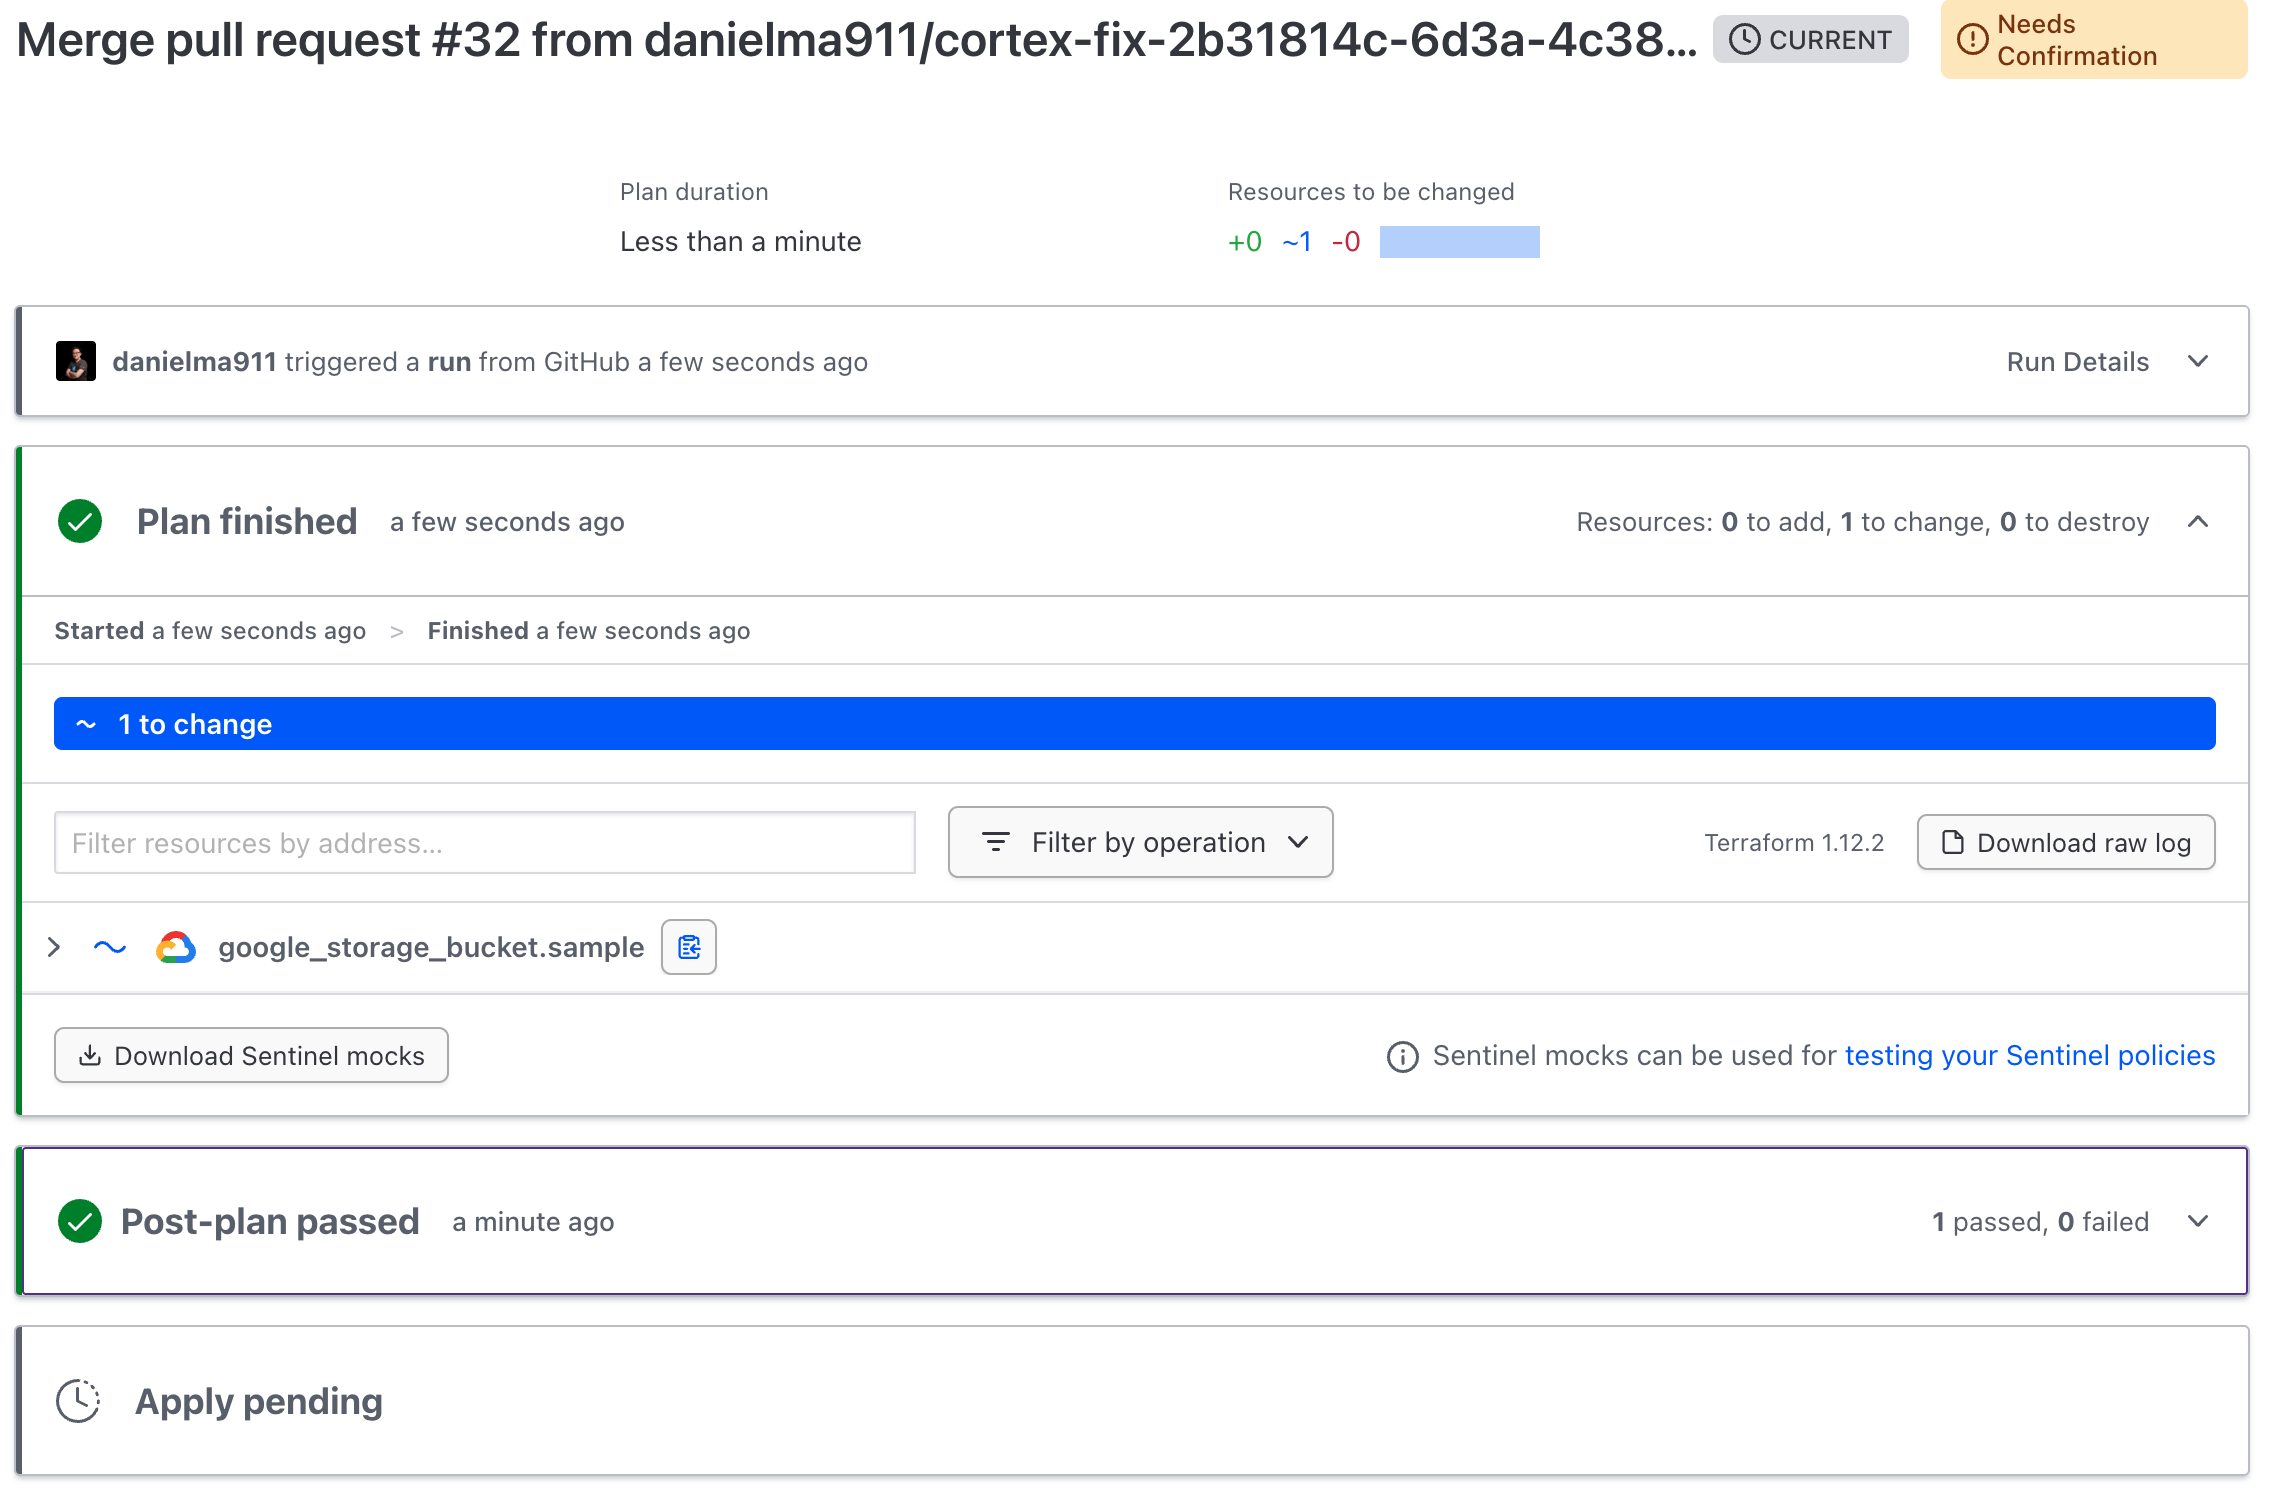 Merge pull request #32 from danielma911/cortex-fix-2b31814c-6d3a-4c38...
CURRENT
Needs
Confirmation
Plan duration
Resources to be changed
Less than a minute
+0 ~1 -0
danielma911 triggered a run from GitHub a few seconds ago
Run Details
Plan finished a few seconds ago
Resources: 0 to add, 1 to change, 0 to destroy
Started a few seconds ago > Finished a few seconds ago
~ 1 to change
Filter resources by address...
Filter by operation
Terraform 1.12.2
Download raw log
google_storage_bucket.sample
Download Sentinel mocks
Sentinel mocks can be used for testing your Sentinel policies
Post-plan passed a minute ago
1 passed, 0 failed
Apply pending